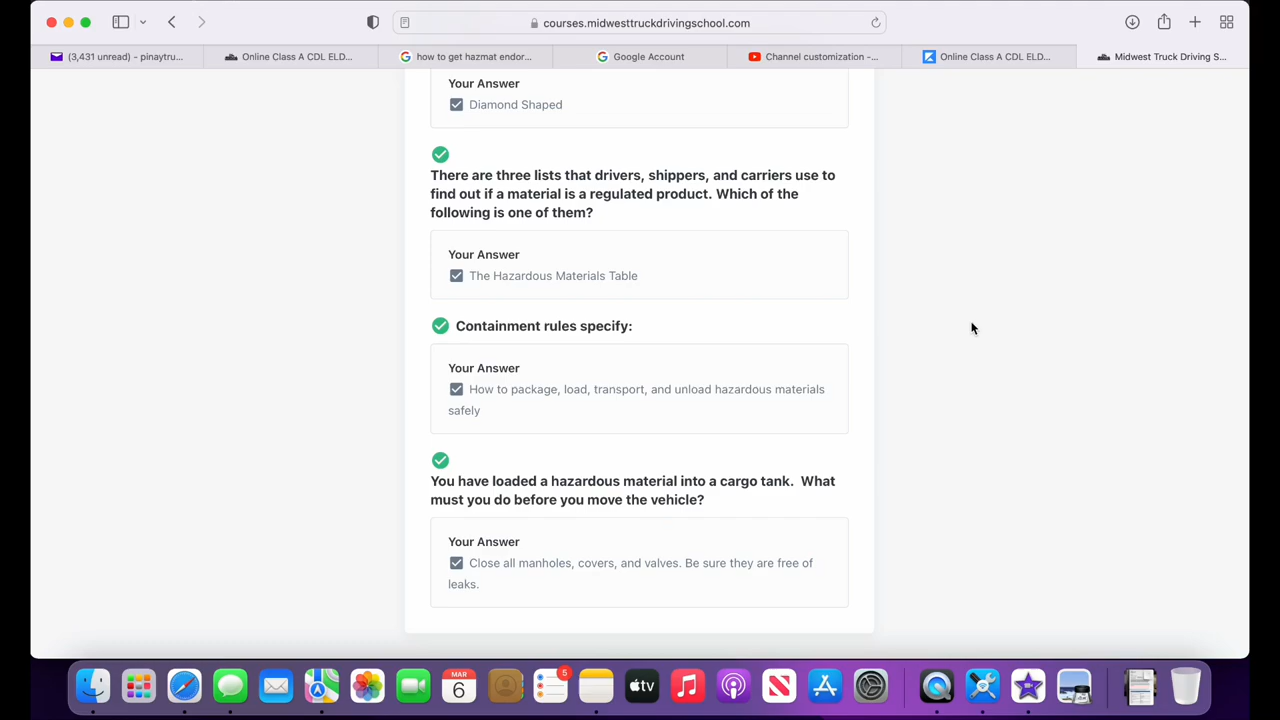 courses.midwesttruckdrivingschool.com
(3,431 unread) – pinaytru...
Online Class A CDL ELD...
how to get hazmat endor...
Google Account
Channel customization -...
Online Class A CDL ELD...
Midwest Truck Driving S...
Your Answer
Diamond Shaped
There are three lists that drivers, shippers, and carriers use to
find out if a material is a regulated product. Which of the
following is one of them?
Your Answer
The Hazardous Materials Table
Containment rules specify:
Your Answer
How to package, load, transport, and unload hazardous materials
safely
You have loaded a hazardous material into a cargo tank. What
must you do before you move the vehicle?
Your Answer
Close all manholes, covers, and valves. Be sure they are free of
leaks.
MAR
6
5
tv